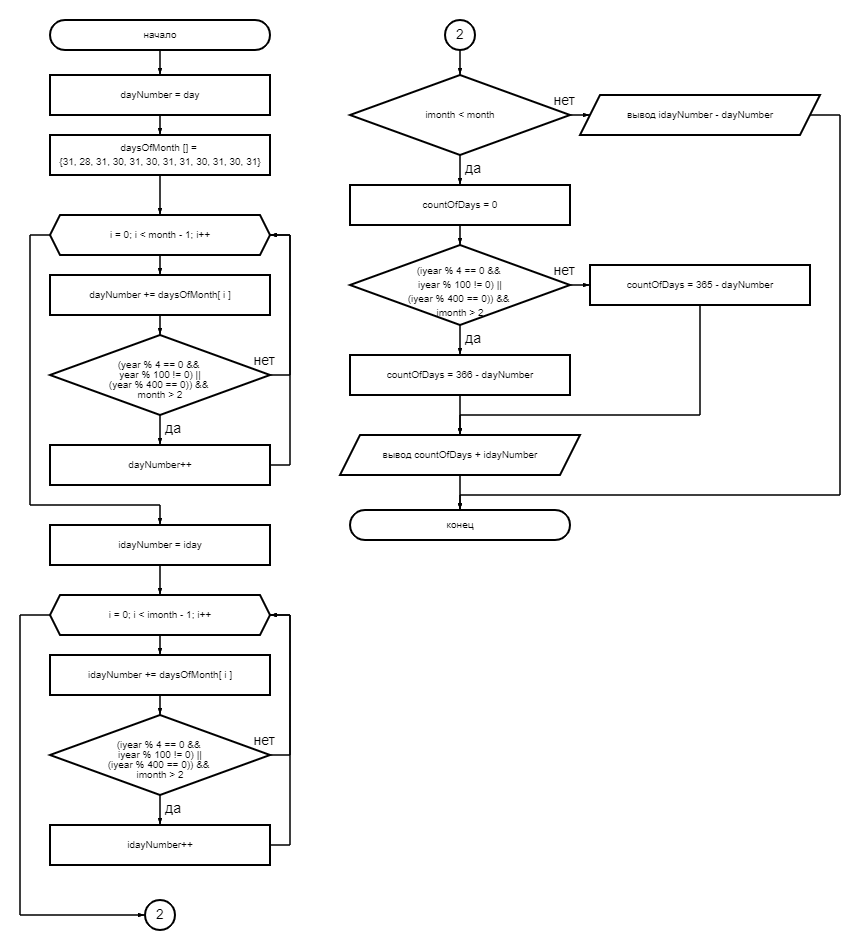 начало
dayNumber = day
daysOfMonth [] =
{31, 28, 31, 30, 31, 30, 31, 31, 30, 31, 30, 31}
i = 0; i < month - 1; i++
dayNumber += daysOfMonth[ i ]
(year % 4 == 0 &&
year % 100 != 0) ||
(year % 400 == 0)) &&
month > 2
нет
да
dayNumber++
idayNumber = iday
i = 0; i < imonth - 1; i++
idayNumber += daysOfMonth[ i ]
(iyear % 4 == 0 &&
iyear % 100 != 0) ||
(iyear % 400 == 0)) &&
imonth > 2
нет
да
idayNumber++
2
2
imonth < month
нет
вывод idayNumber - dayNumber
да
countOfDays = 0
(iyear % 4 == 0 &&
iyear % 100 != 0) ||
(iyear % 400 == 0)) &&
imonth > 2
нет
countOfDays = 365 - dayNumber
да
countOfDays = 366 - dayNumber
вывод countOfDays + idayNumber
конец